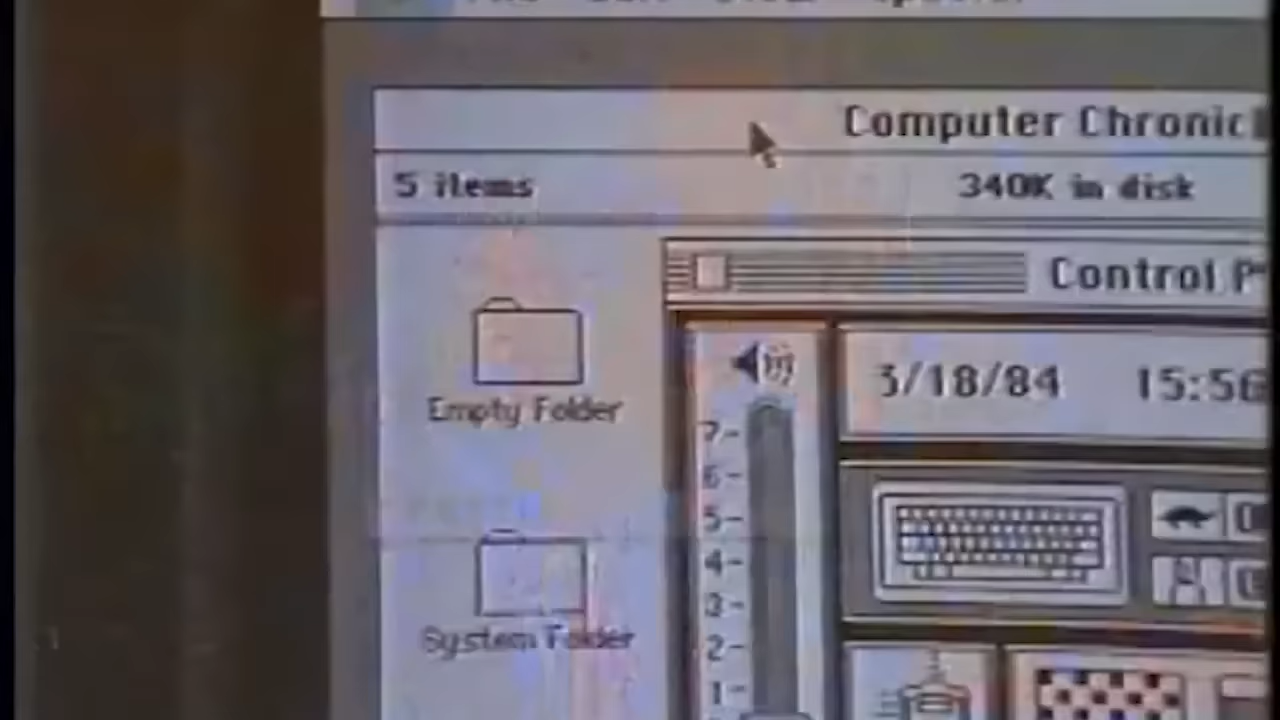 Computer Chronic
5 items
340K in disk
Control P
3/18/84
15:56
Empty Folder
7
6
5
4
3
2
1
System Folder